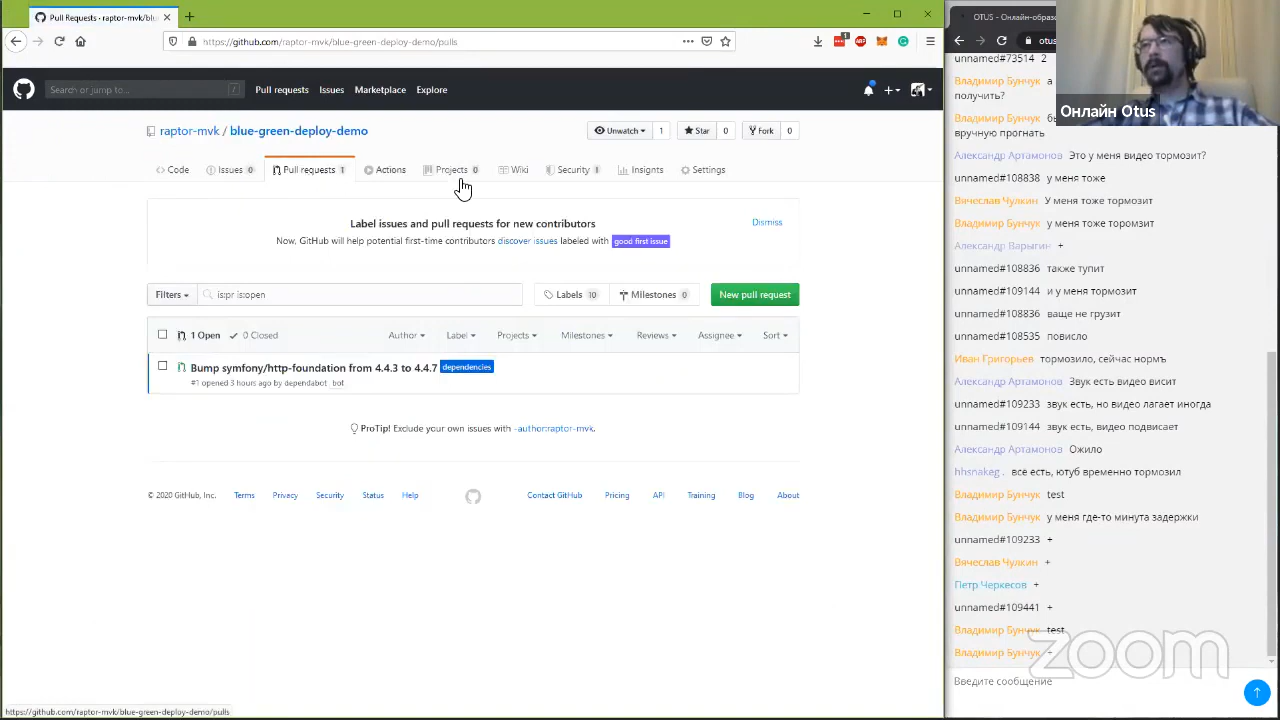 Pull Requests · raptor-mvk/blu
https://github.com/raptor-mvk/blue-green-deploy-demo/pulls
1
Search or jump to...
/
Pull requests
Issues
Marketplace
Explore
raptor-mvk / blue-green-deploy-demo
Unwatch 1
Star 0
Fork 0
Code
Issues 0
Pull requests 1
Actions
Projects 0
Wiki
Security 1
Insights
Settings
Label issues and pull requests for new contributors
Dismiss
Now, GitHub will help potential first-time contributors discover issues labeled with good first issue
Filters
is:pr is:open
Labels 10
Milestones 0
New pull request
1 Open
0 Closed
Author
Label
Projects
Milestones
Reviews
Assignee
Sort
Bump symfony/http-foundation from 4.4.3 to 4.4.7 dependencies
#1 opened 3 hours ago by dependabot bot
ProTip! Exclude your own issues with -author:raptor-mvk.
© 2020 GitHub, Inc.
Terms
Privacy
Security
Status
Help
Contact GitHub
Pricing
API
Training
Blog
About
https://github.com/raptor-mvk/blue-green-deploy-demo/pulls
OTUS - Онлайн-образо
otus
Онлайн Otus
unnamed#73514 2
Владимир Бунчук а
получить?
Владимир Бунчук
вручную прогнать
Александр Артамонов Это у меня видео тормозит?
unnamed#108838 у меня тоже
Вячеслав Чулкин У меня тоже тормозит
Владимир Бунчук у меня тоже торомзит
Александр Варыгин +
unnamed#108836 также тупит
unnamed#109144 и у меня тормозит
unnamed#108836 ваще не грузит
unnamed#108535 повисло
Иван Григорьев тормозило, сейчас нормъ
Александр Артамонов Звук есть видео висит
unnamed#109233 звук есть, но видео лагает иногда
unnamed#109144 звук есть, видео подвисает
Александр Артамонов Ожило
hhsnakeg . всё есть, ютуб временно тормозил
Владимир Бунчук test
Владимир Бунчук у меня где-то минута задержки
unnamed#109233 +
Вячеслав Чулкин +
Петр Черкесов +
unnamed#109441 +
Владимир Бунчук test
Владимир Бунчук +
zoom
Введите сообщение